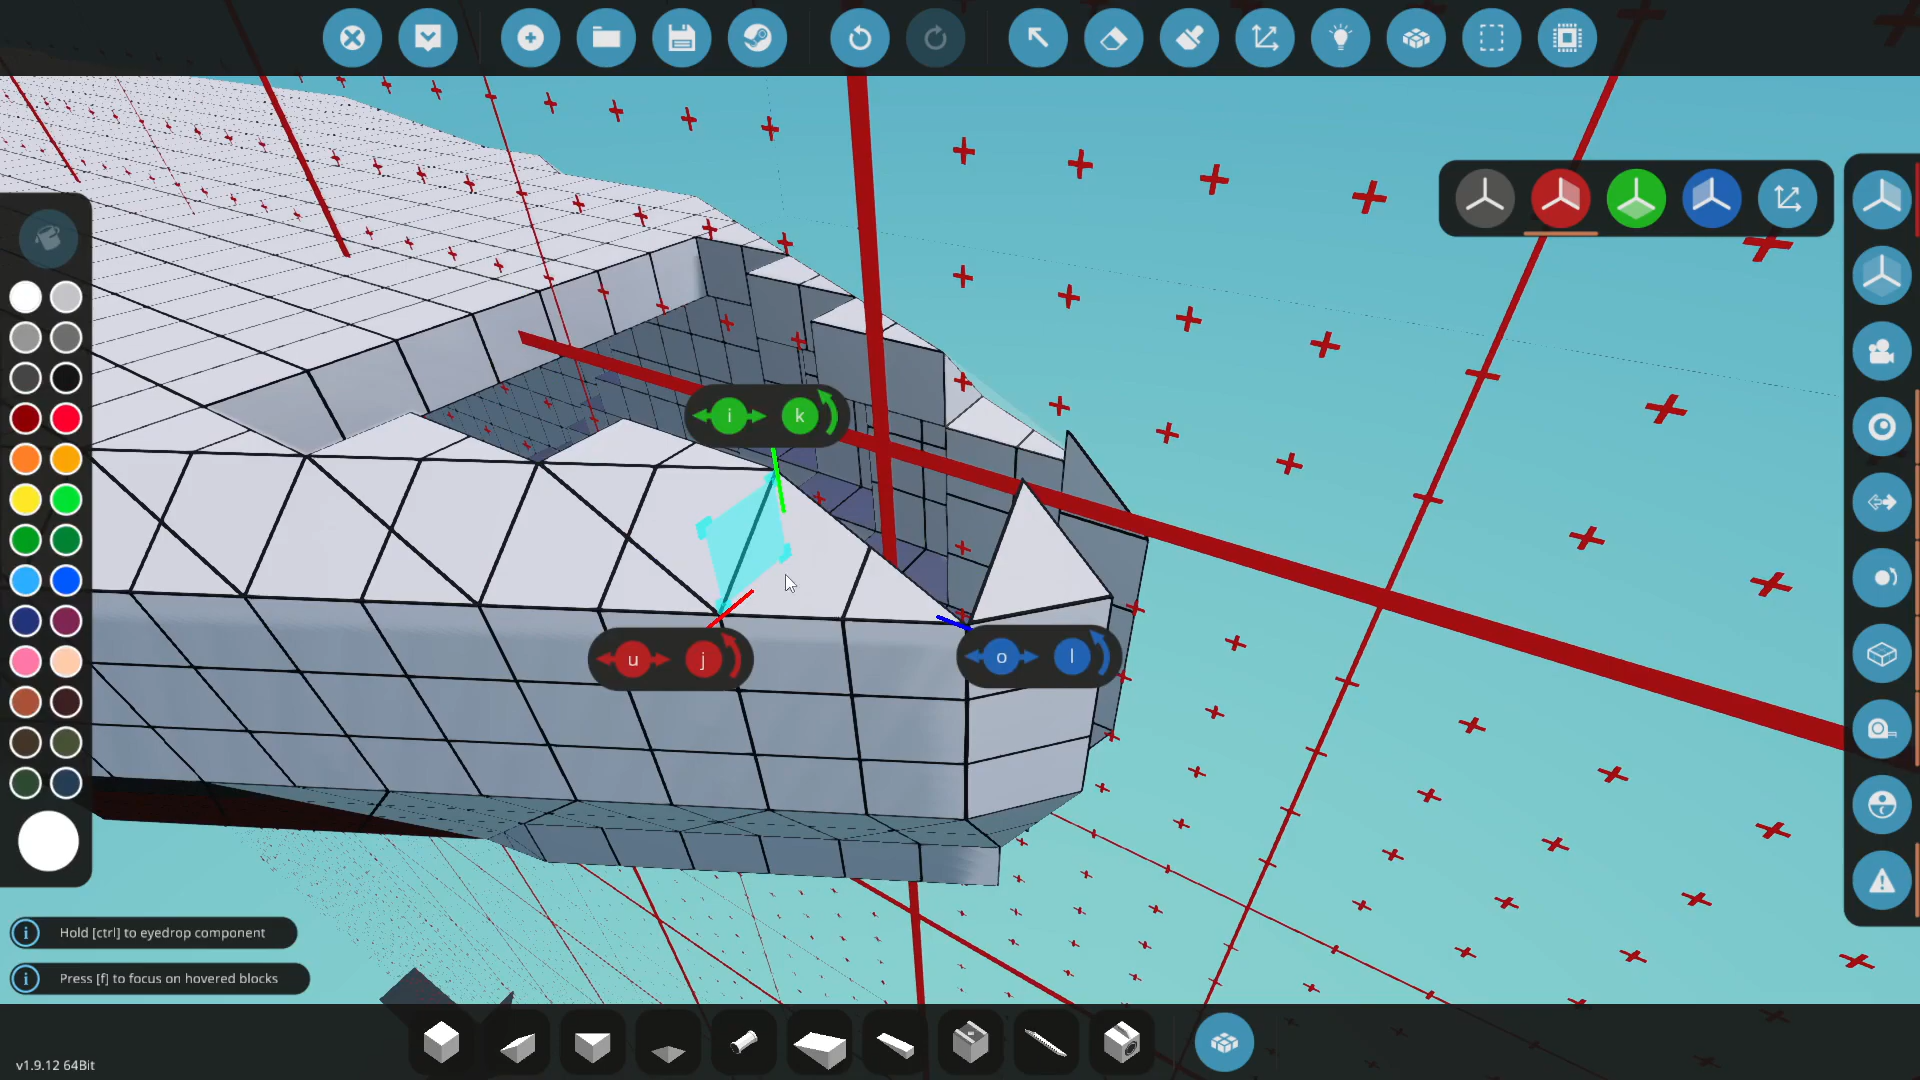 i k
u j
o l
Hold [ctrl] to eyedrop component
Press [f] to focus on hovered blocks
v1.9.12 64Bit